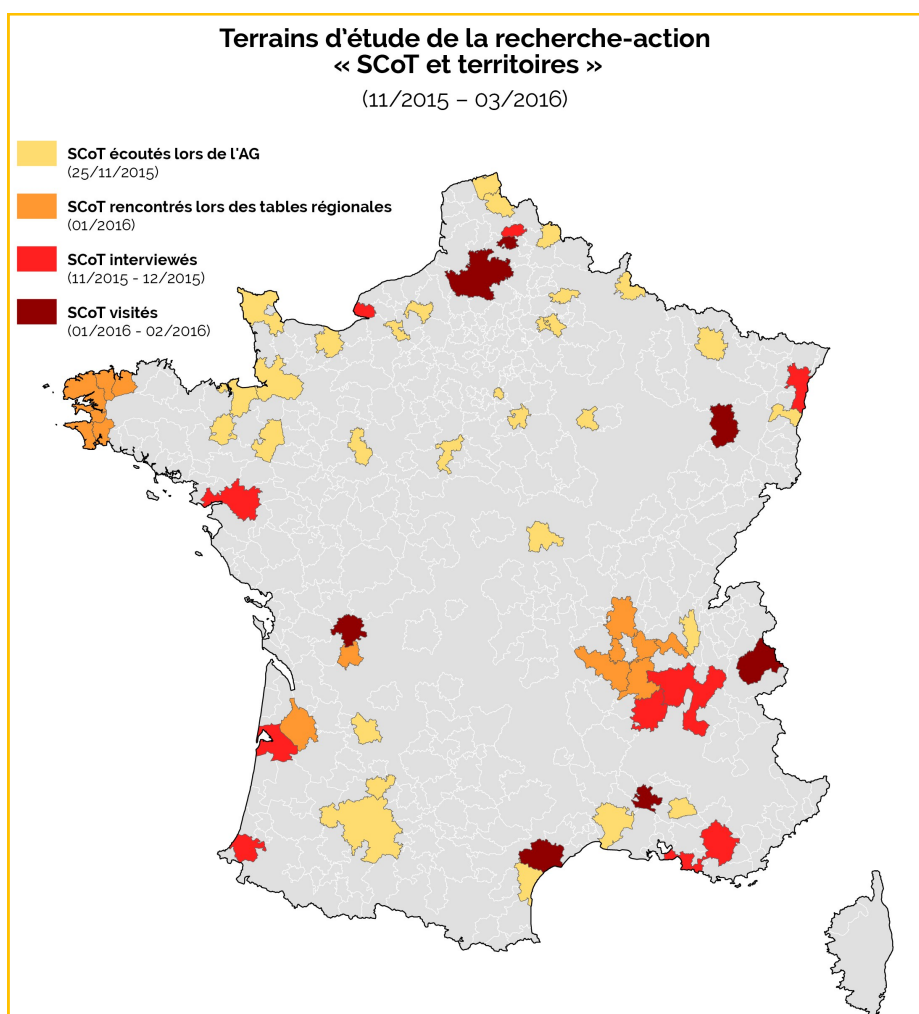 Terrains d’étude de la recherche-action
« SCoT et territoires »
(11/2015 – 03/2016)
SCoT écoutés lors de l’AG
(25/11/2015)
SCoT rencontrés lors des tables régionales
(01/2016)
SCoT interviewés
(11/2015 - 12/2015)
SCoT visités
(01/2016 - 02/2016)